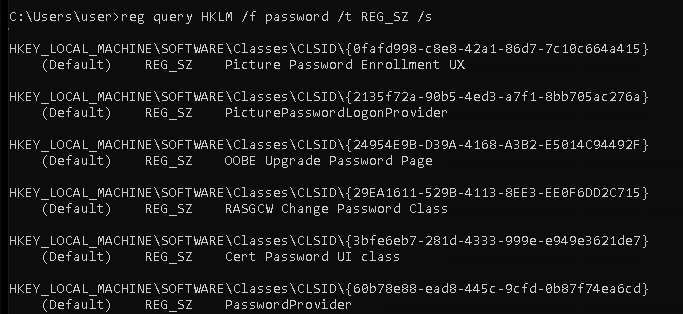 C:\Users\user>reg query HKLM /f password /t REG_SZ /s
HKEY_LOCAL_MACHINE\SOFTWARE\Classes\CLSID\{0fafd998-c8e8-42a1-86d7-7c10c664a415}
(Default)    REG_SZ    Picture Password Enrollment UX
HKEY_LOCAL_MACHINE\SOFTWARE\Classes\CLSID\{2135f72a-90b5-4ed3-a7f1-8bb705ac276a}
(Default)    REG_SZ    PicturePasswordLogonProvider
HKEY_LOCAL_MACHINE\SOFTWARE\Classes\CLSID\{24954E9B-D39A-4168-A3B2-E5014C94492F}
(Default)    REG_SZ    OOBE Upgrade Password Page
HKEY_LOCAL_MACHINE\SOFTWARE\Classes\CLSID\{29EA1611-529B-4113-8EE3-EE0F6DD2C715}
(Default)    REG_SZ    RASGCW Change Password Class
HKEY_LOCAL_MACHINE\SOFTWARE\Classes\CLSID\{3bfe6eb7-281d-4333-999e-e949e3621de7}
(Default)    REG_SZ    Cert Password UI class
HKEY_LOCAL_MACHINE\SOFTWARE\Classes\CLSID\{60b78e88-ead8-445c-9cfd-0b87f74ea6cd}
(Default)    REG_SZ    PasswordProvider